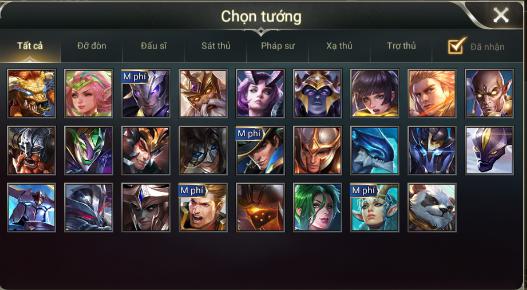 Chọn tướng
Tất cả Đỡ đòn Đấu sĩ Sát thủ Pháp sư Xạ thủ Trợ thủ Đã nhận
M phí
M phí
M phí M phí